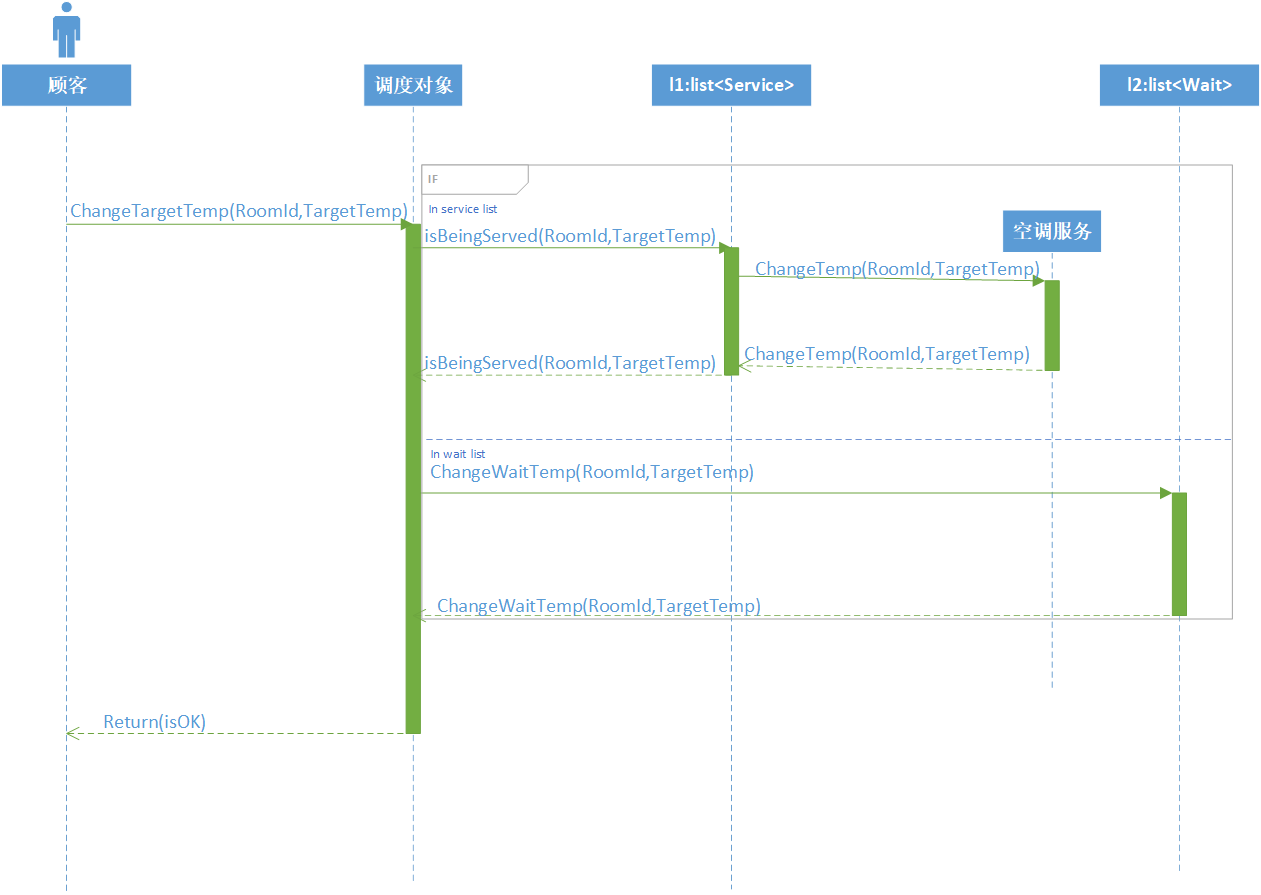 顾客
调度对象
l1:list<Service>
l2:list<Wait>
IF
In service list
ChangeTargetTemp(RoomId,TargetTemp)
空调服务
isBeingServed(RoomId,TargetTemp)
ChangeTemp(RoomId,TargetTemp)
ChangeTemp(RoomId,TargetTemp)
isBeingServed(RoomId,TargetTemp)
In wait list
ChangeWaitTemp(RoomId,TargetTemp)
ChangeWaitTemp(RoomId,TargetTemp)
Return(isOK)